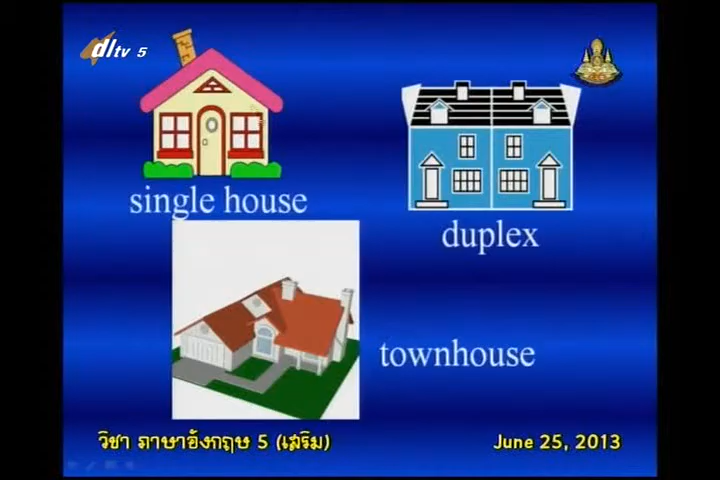 dltv 5
single house
duplex
townhouse
วิชา ภาษาอังกฤษ 5 (เสริม)
June 25, 2013